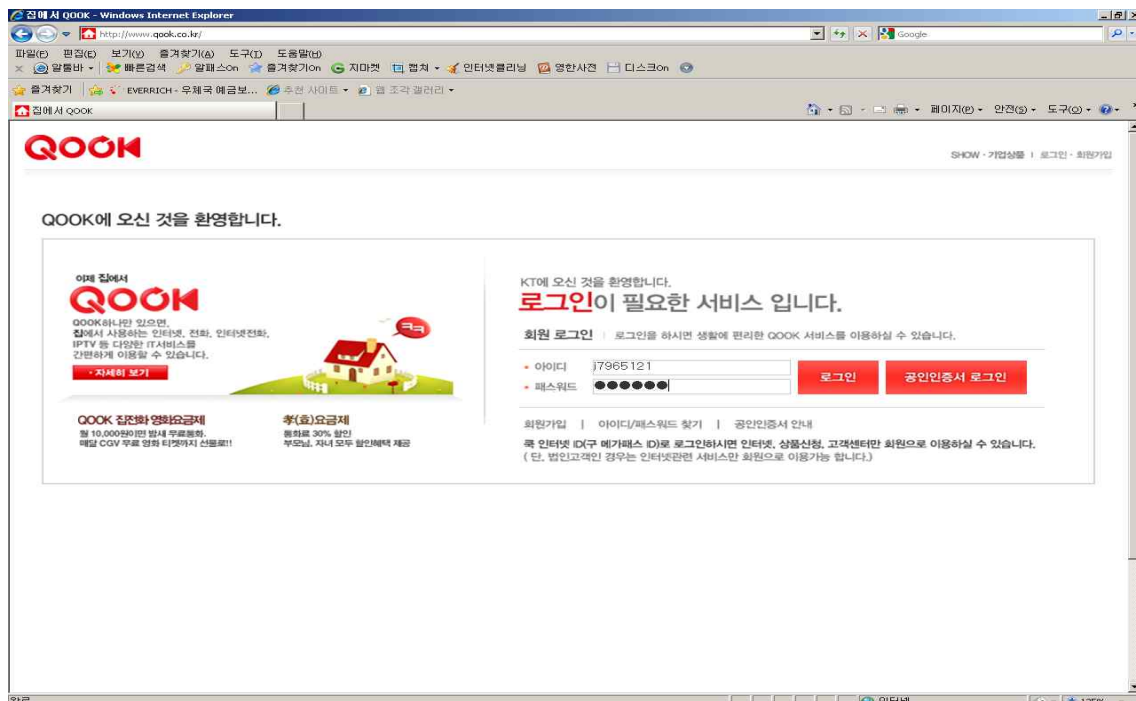 집에서 QOOK - Windows Internet Explorer
http://www.qook.co.kr/
Google
파일(F) 편집(E) 보기(V) 즐겨찾기(A) 도구(T) 도움말(H)
알툴바 빠른검색 알패스On 즐겨찾기On 지마켓 캡쳐 인터넷클리닝 영한사전 디스크On
즐겨찾기 EVERRICH - 우체국 예금보... 추천 사이트 웹 조각 갤러리
집에서 QOOK
페이지(P) 안전(S) 도구(O)
QOOK
SHOW · 기업상품 | 로그인 · 회원가입
QOOK에 오신 것을 환영합니다.
이제 집에서
QOOK
QOOK하나만 있으면,
집에서 사용하는 인터넷, 전화, 인터넷전화,
IPTV 등 다양한 IT서비스를
간편하게 이용할 수 있습니다.
· 자세히 보기
ㅋㅋ
QOOK 집전화 영화요금제
월 10,000원이면 밤새 무료통화.
매달 CGV 무료 영화 티켓까지 선물로!!
孝(효)요금제
통화료 30% 할인
부모님, 자녀 모두 할인혜택 제공
KT에 오신 것을 환영합니다.
로그인이 필요한 서비스 입니다.
회원 로그인 | 로그인을 하시면 생활에 편리한 QOOK 서비스를 이용하실 수 있습니다.
아이디 j7965121
패스워드 ●●●●●●
로그인
공인인증서 로그인
회원가입 | 아이디/패스워드 찾기 | 공인인증서 안내
쿡 인터넷 ID(구 메가패스 ID)로 로그인하시면 인터넷, 상품신청, 고객센터만 회원으로 이용하실 수 있습니다.
( 단, 법인고객인 경우는 인터넷관련 서비스만 회원으로 이용가능 합니다.)